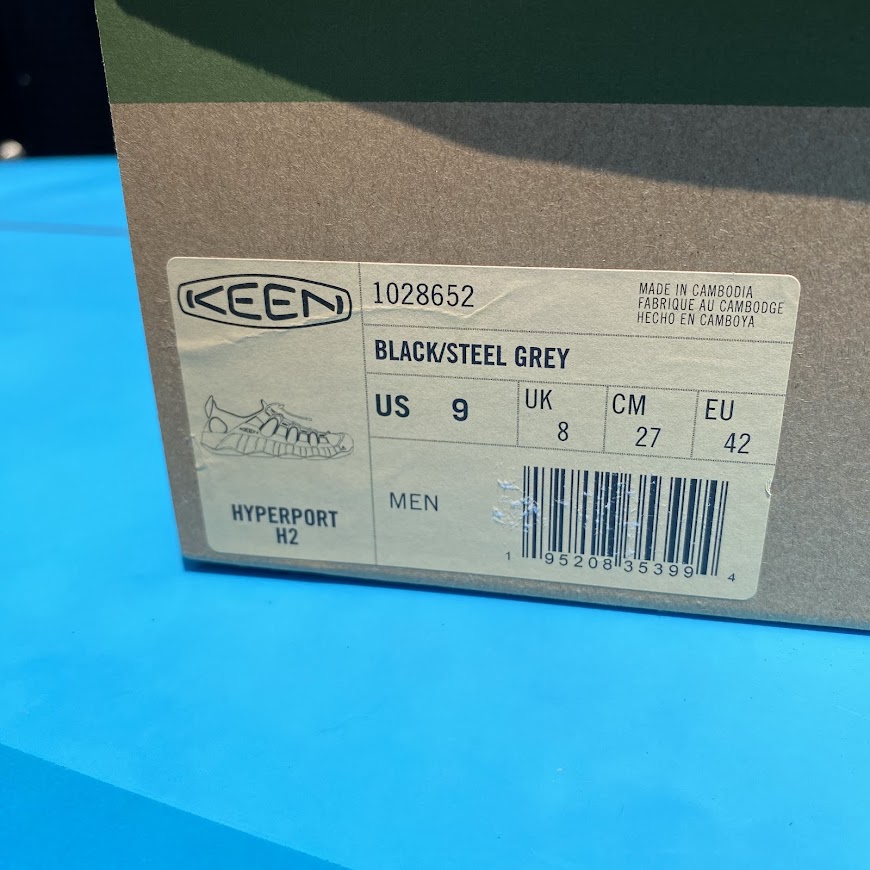 KEEN
1028652
MADE IN CAMBODIA
FABRIQUE AU CAMBODGE
HECHO EN CAMBOYA
BLACK/STEEL GREY
US 9
UK 8
CM 27
EU 42
MEN
HYPERPORT
H2
1 95208 35399 4